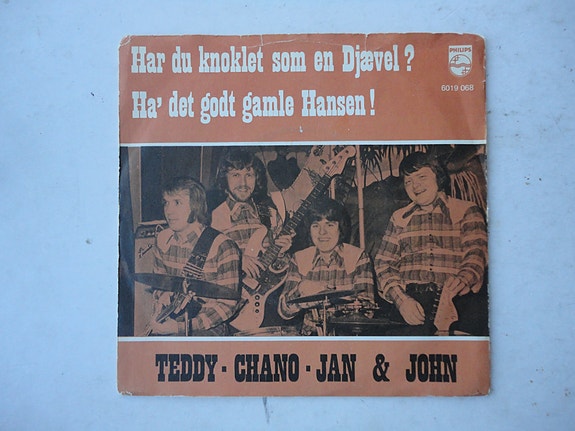 Har du knoklet som en Djævel?
PHILIPS
6019 068
Ha' det godt gamle Hansen!
TEDDY · CHANO · JAN & JOHN